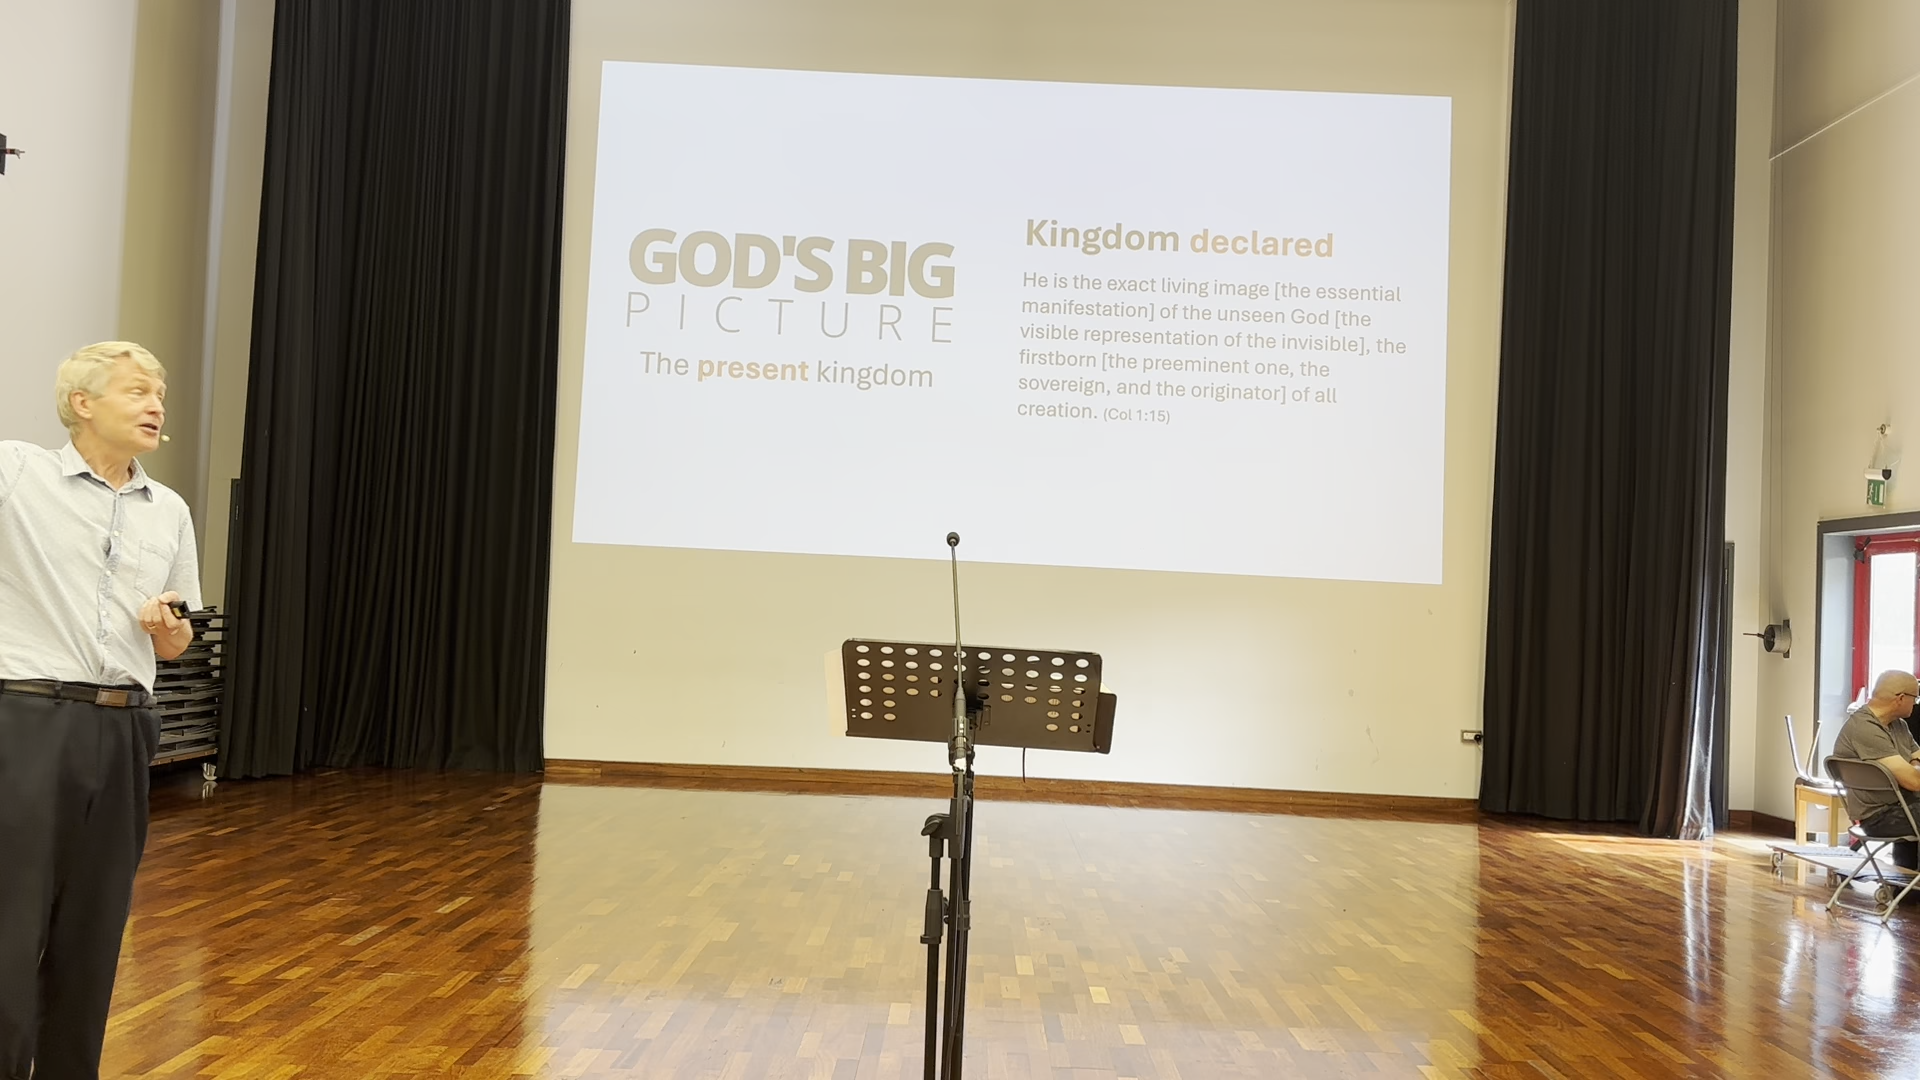 GOD'S BIG
PICTURE
The present kingdom
Kingdom declared
He is the exact living image [the essential
manifestation] of the unseen God [the
visible representation of the invisible], the
firstborn [the preeminent one, the
sovereign, and the originator] of all
creation. (Col 1:15)